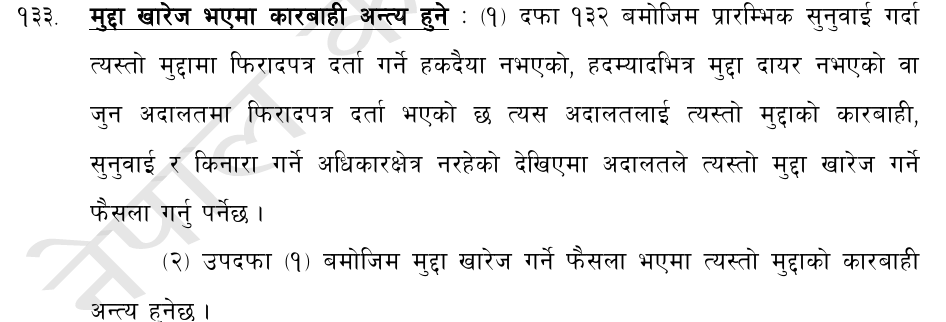 १३३. मुद्दा खारेज भएमा कारबाही अन्त्य हुने : (१) दफा १३२ बमोजिम प्रारम्भिक सुनुवाई गर्दा
त्यस्तो मुद्दामा फिरादपत्र दर्ता गर्ने हकदैया नभएको, हदम्यादभित्र मुद्दा दायर नभएको वा
जुन अदालतमा फिरादपत्र दर्ता भएको छ त्यस अदालतलाई त्यस्तो मुद्दाको कारबाही,
सुनुवाई र किनारा गर्ने अधिकारक्षेत्र नरहेको देखिएमा अदालतले त्यस्तो मुद्दा खारेज गर्ने
फैसला गर्नु पर्नेछ ।
(२) उपदफा (१) बमोजिम मुद्दा खारेज गर्ने फैसला भएमा त्यस्तो मुद्दाको कारबाही
अन्त्य हुनेछ ।
नेपाल